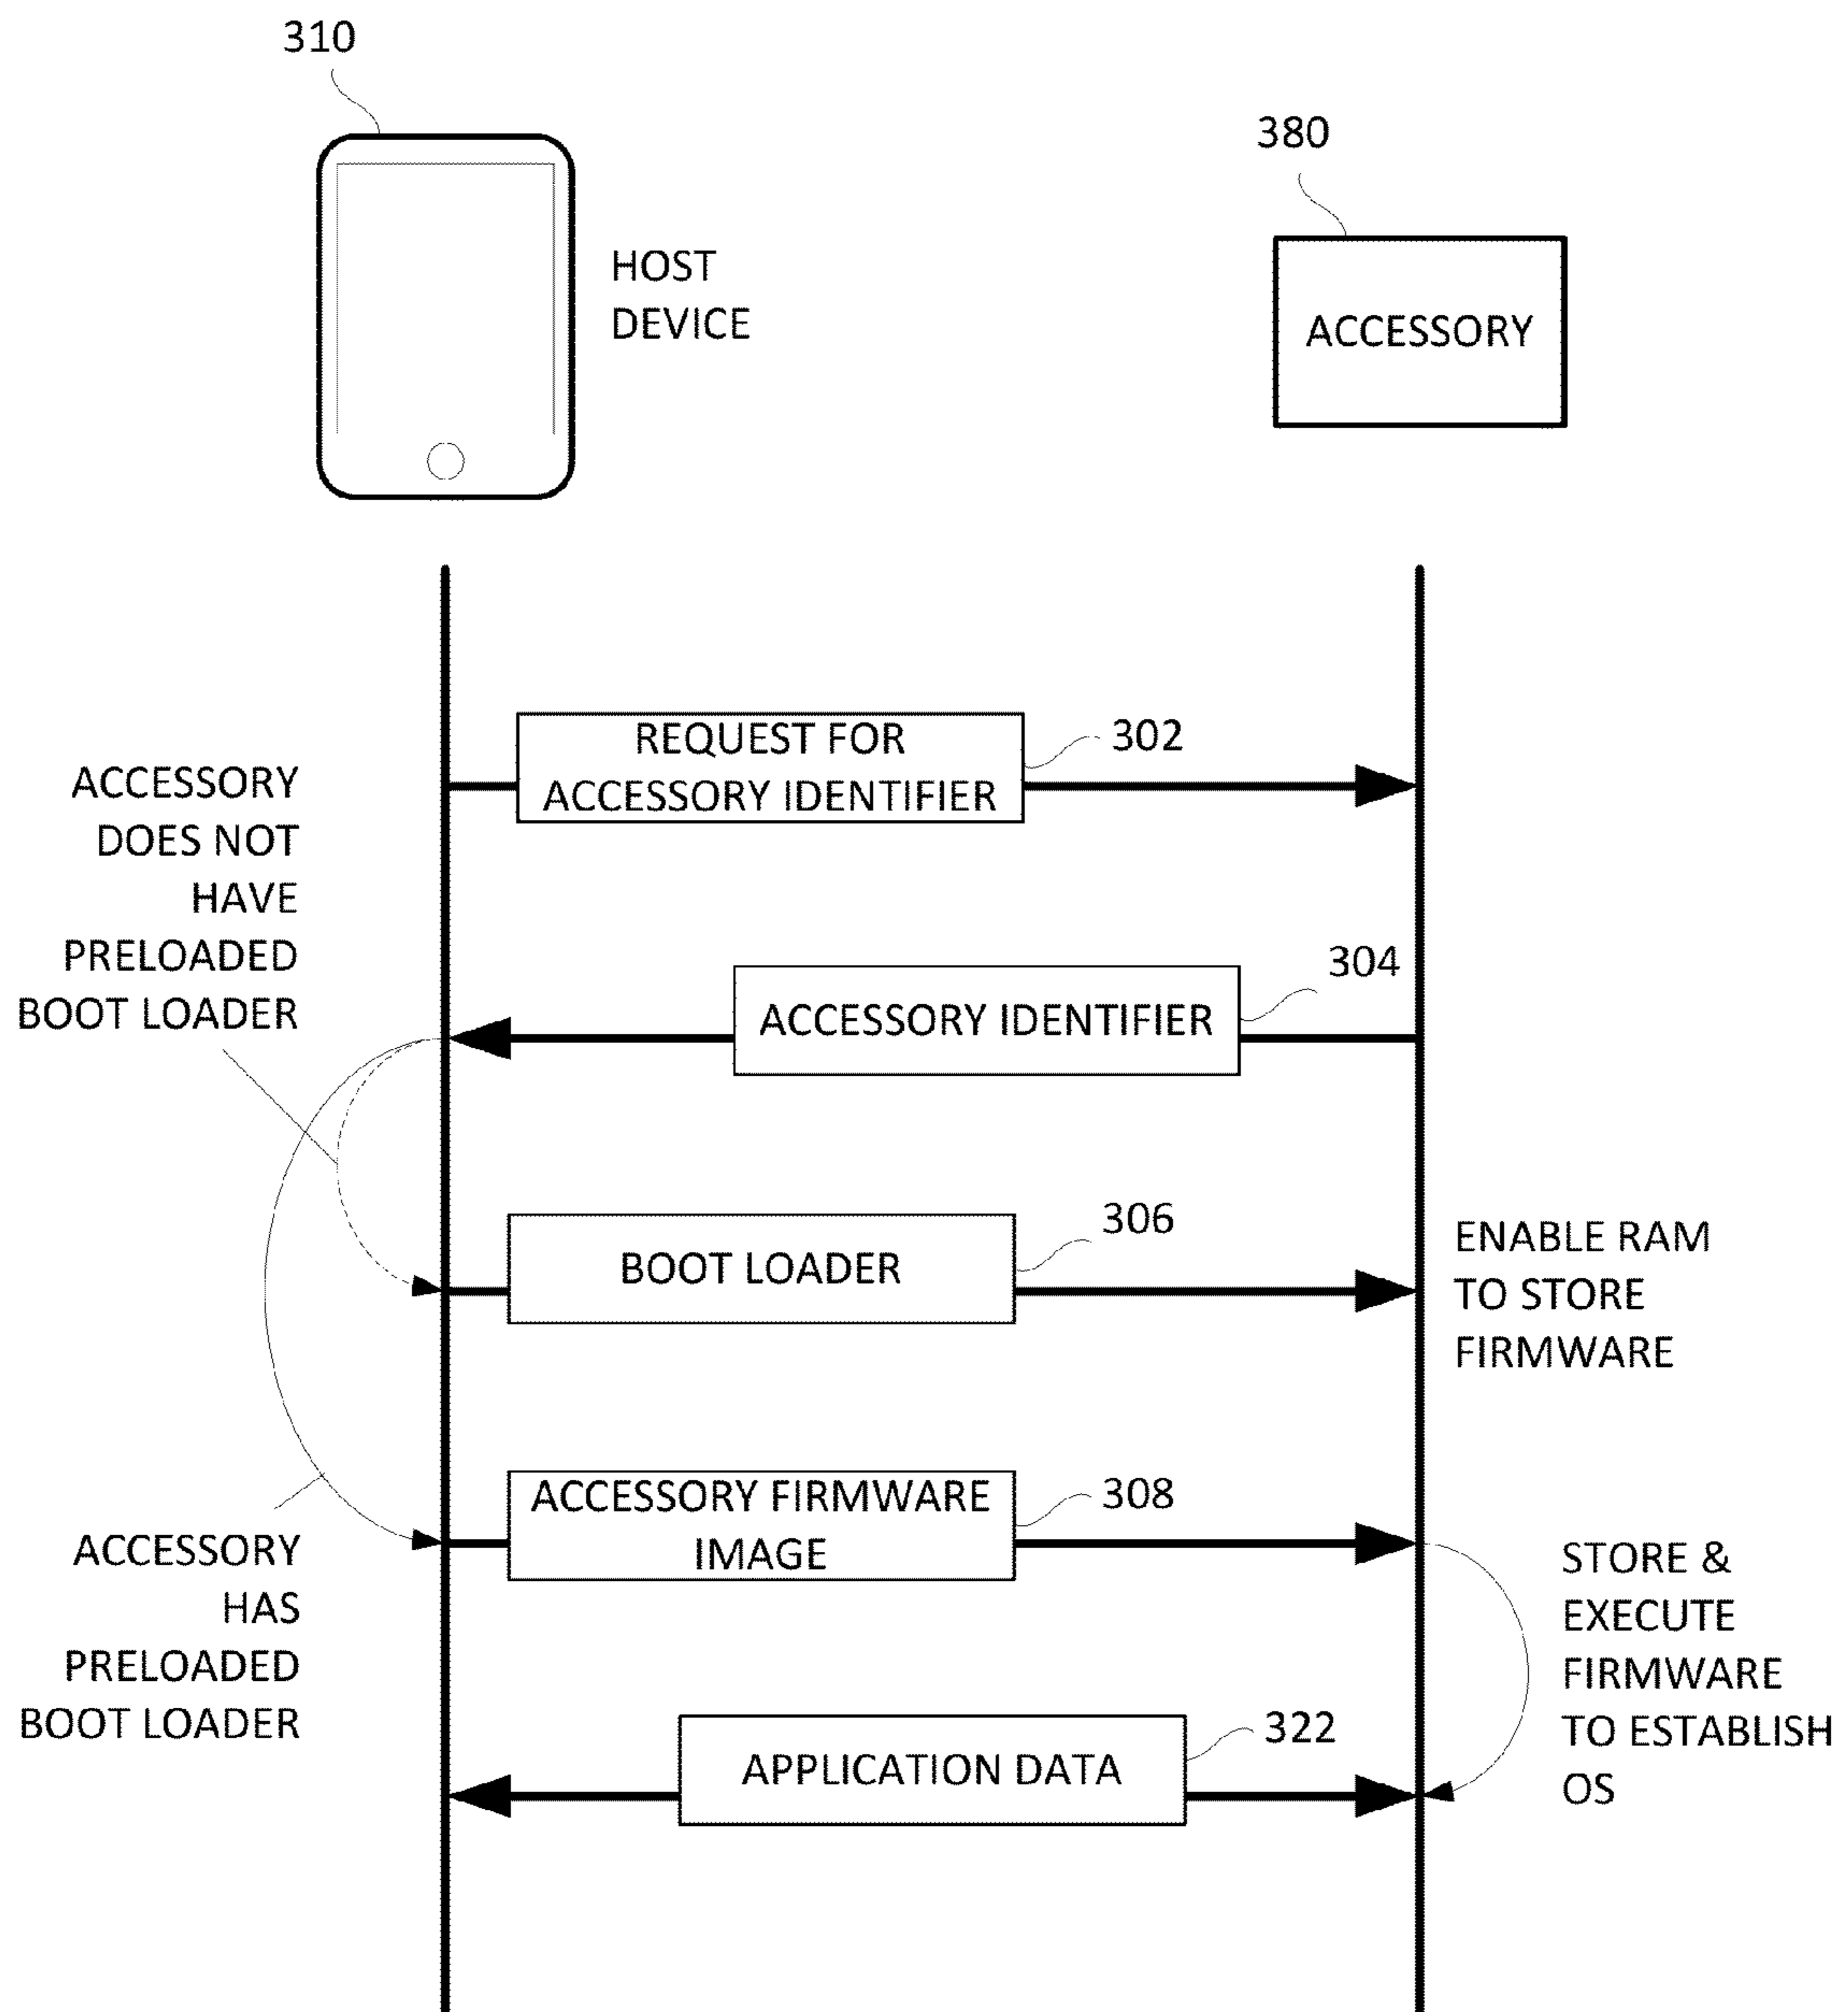 310
380
HOST
DEVICE
ACCESSORY
REQUEST FOR
ACCESSORY IDENTIFIER
302
ACCESSORY
DOES NOT
HAVE
PRELOADED
BOOT LOADER
304
ACCESSORY IDENTIFIER
306
BOOT LOADER
ENABLE RAM
TO STORE
FIRMWARE
ACCESSORY FIRMWARE
IMAGE
308
ACCESSORY
HAS
PRELOADED
BOOT LOADER
STORE &
EXECUTE
FIRMWARE
TO ESTABLISH
OS
322
APPLICATION DATA